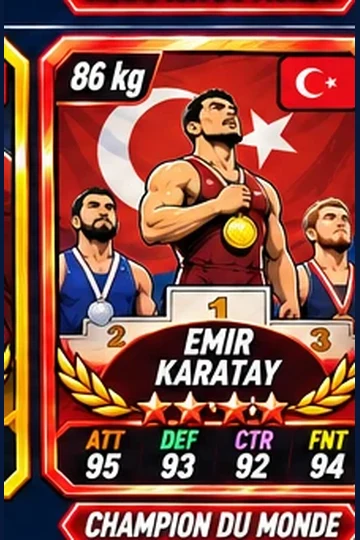 86 kg
1
2
3
EMIR
KARATAY
ATT DEF CTR FNT
95 93 92 94
CHAMPION DU MONDE